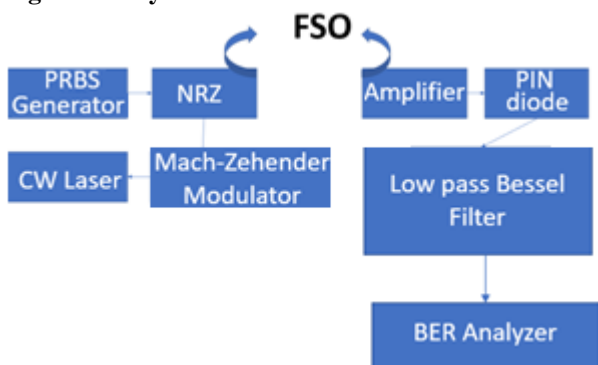 FSO
PRBS
Generator
NRZ
Amplifier
PIN
diode
CW Laser
Mach-Zehender
Modulator
Low pass Bessel
Filter
BER Analyzer